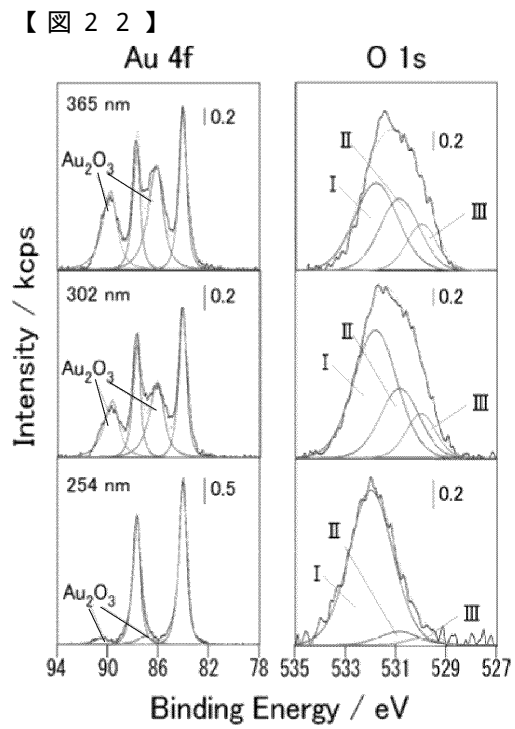 【図２２】
Au 4f
O 1s
Intensity / kcps
365 nm
0.2
Au2O3
0.2
Ⅱ
Ⅰ
Ⅲ
302 nm
0.2
Au2O3
0.2
Ⅱ
Ⅰ
Ⅲ
254 nm
0.5
Au2O3
0.2
Ⅱ
Ⅰ
Ⅲ
94 90 86 82 78
535 533 531 529 527
Binding Energy / eV